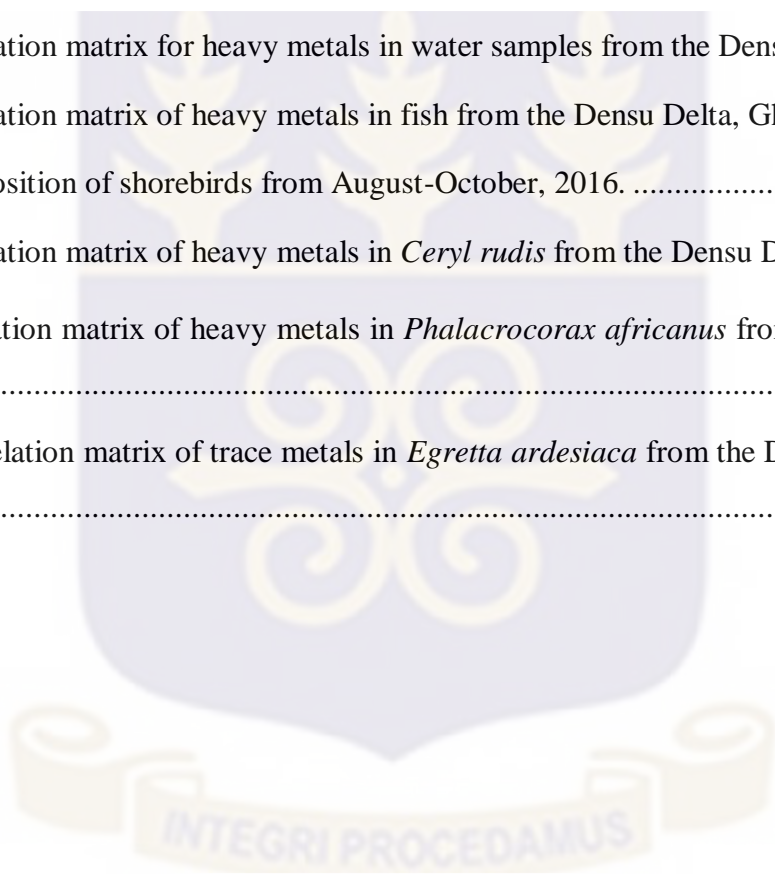 ation matrix for heavy metals in water samples from the Dens
ation matrix of heavy metals in fish from the Densu Delta, Gl
osition of shorebirds from August-October, 2016. ..................
ation matrix of heavy metals in Ceryl rudis from the Densu D
ation matrix of heavy metals in Phalacrocorax africanus from
................................................................................
elation matrix of trace metals in Egretta ardesiaca from the D
................................................................................
INTEGRI PROCEDAMUS